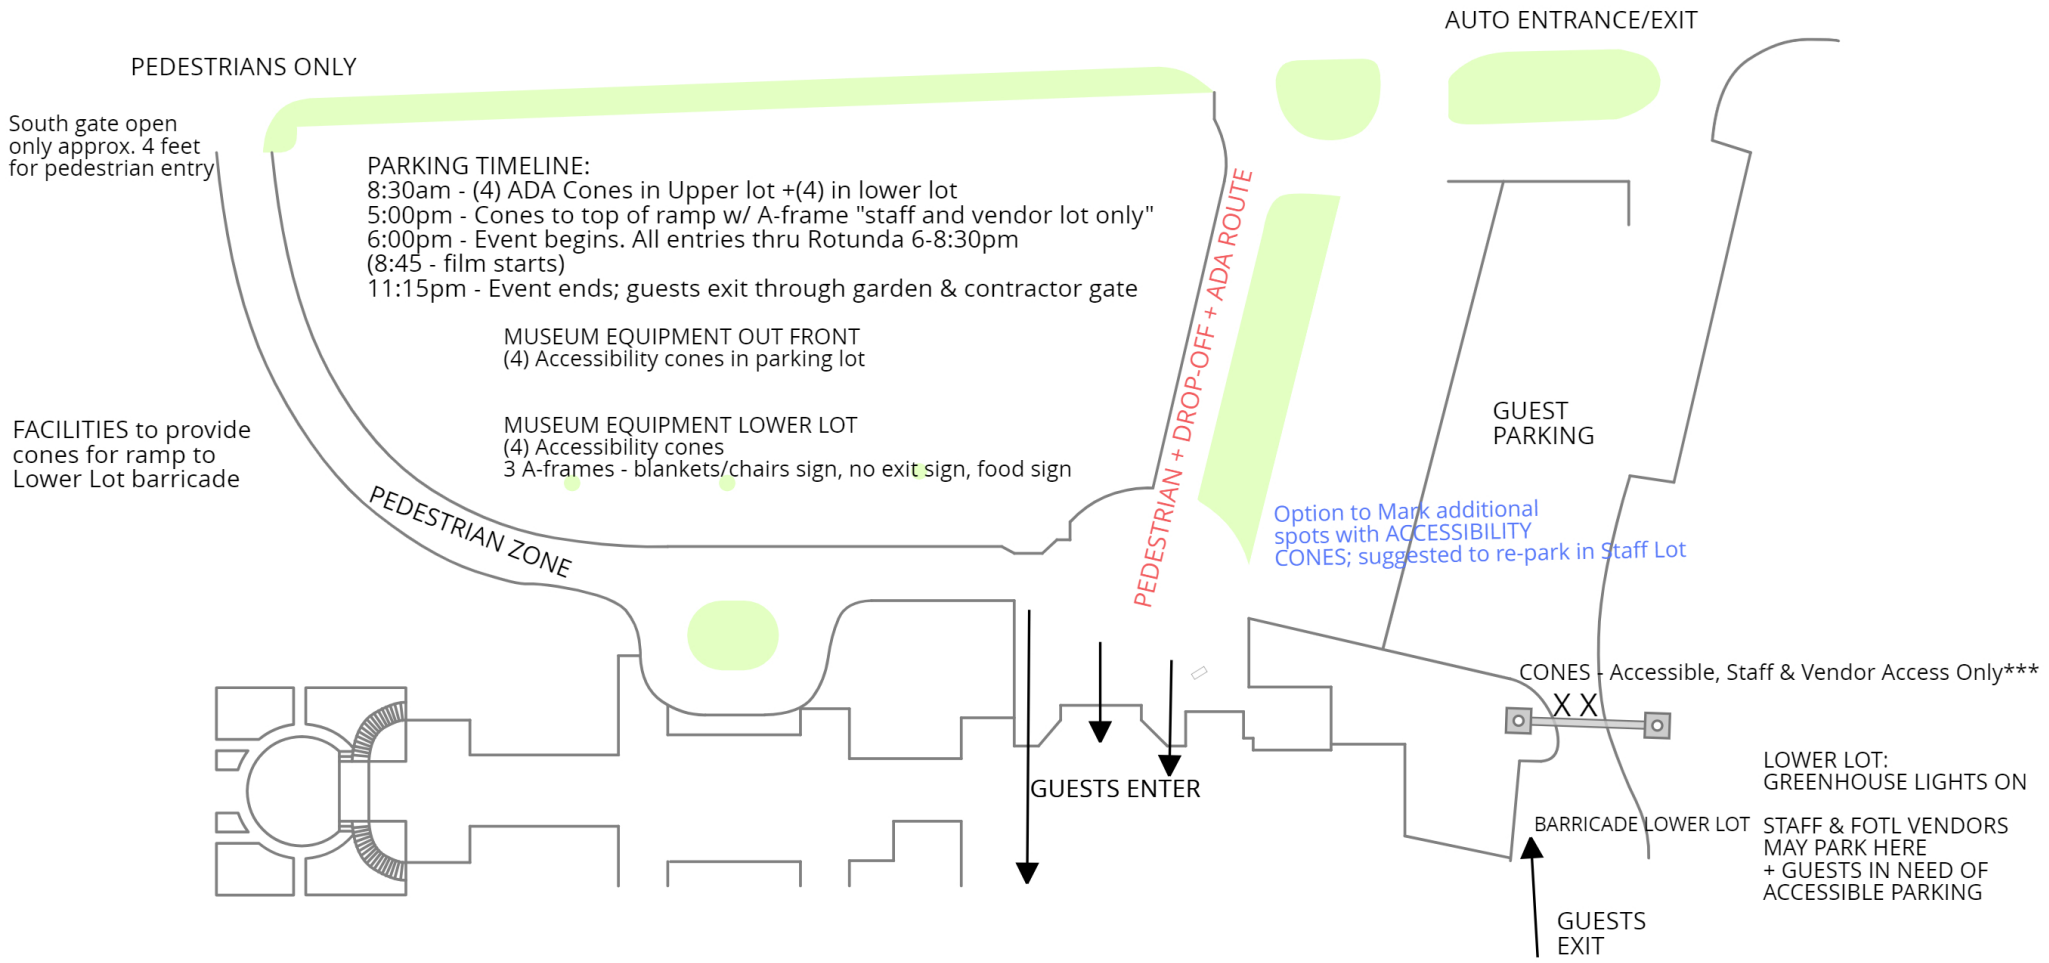 AUTO ENTRANCE/EXIT
PEDESTRIANS ONLY
South gate open
only approx. 4 feet
for pedestrian entry
PARKING TIMELINE:
8:30am - (4) ADA Cones in Upper lot +(4) in lower lot
5:00pm - Cones to top of ramp w/ A-frame "staff and vendor lot only"
6:00pm - Event begins. All entries thru Rotunda 6-8:30pm
(8:45 - film starts)
11:15pm - Event ends; guests exit through garden & contractor gate
MUSEUM EQUIPMENT OUT FRONT
(4) Accessibility cones in parking lot
MUSEUM EQUIPMENT LOWER LOT
(4) Accessibility cones
3 A-frames - blankets/chairs sign, no exit sign, food sign
FACILITIES to provide
cones for ramp to
Lower Lot barricade
PEDESTRIAN ZONE
PEDESTRIAN + DROP-OFF + ADA ROUTE
GUEST
PARKING
Option to Mark additional
spots with ACCESSIBILITY
CONES; suggested to re-park in Staff Lot
CONES - Accessible, Staff & Vendor Access Only***
X X
GUESTS ENTER
LOWER LOT:
GREENHOUSE LIGHTS ON
BARRICADE LOWER LOT
STAFF & FOTL VENDORS
MAY PARK HERE
+ GUESTS IN NEED OF
ACCESSIBLE PARKING
GUESTS
EXIT